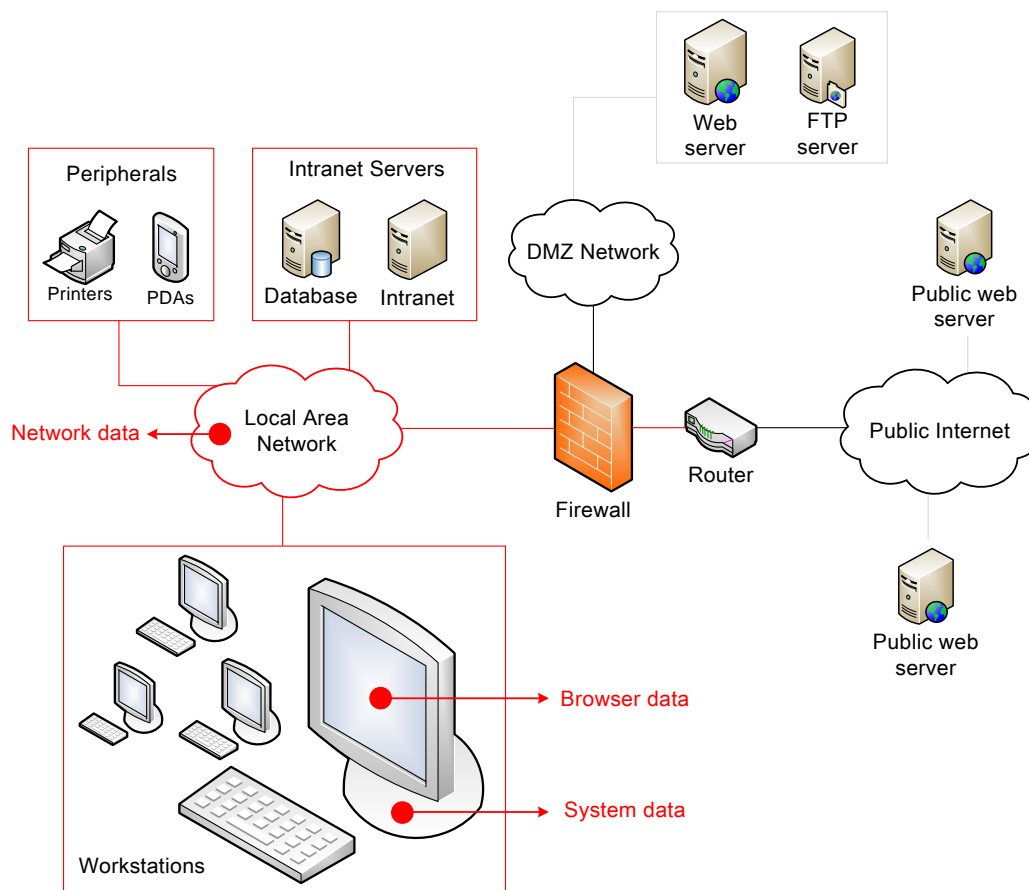 Web
server
FTP
server
Peripherals
Printers
PDAs
Intranet Servers
Database
Intranet
DMZ Network
Public web
server
Network data
Local Area
Network
Firewall
Router
Public Internet
Public web
server
Browser data
System data
Workstations